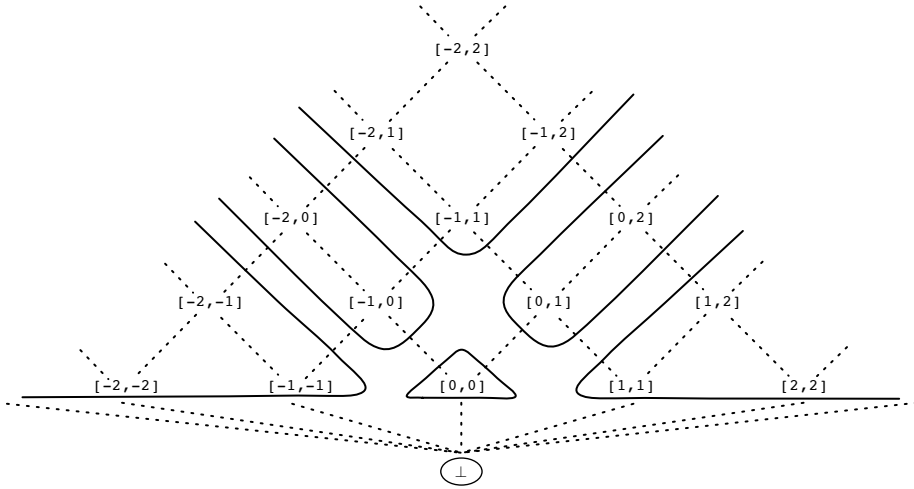 [-2,2]
[-2,1] [-1,2]
[-2,0] [-1,1] [0,2]
[-2,-1] [-1,0] [0,1] [1,2]
[-2,-2] [-1,-1] [0,0] [1,1] [2,2]
⊥